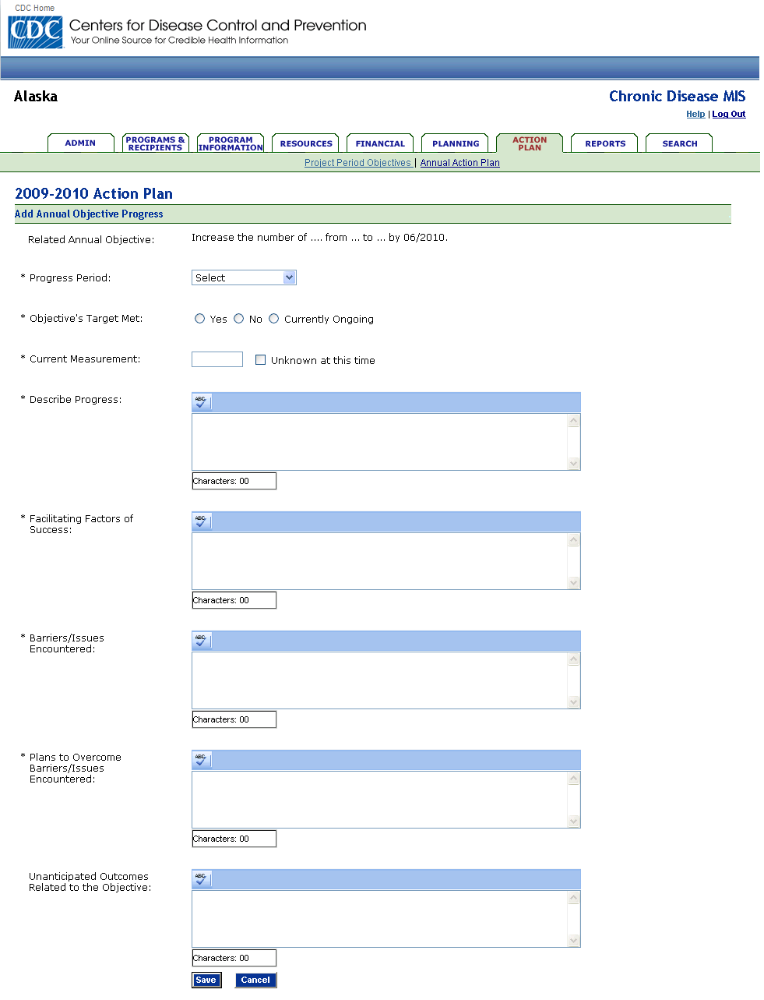 CDC Home
CDC Centers for Disease Control and Prevention
Your Online Source for Credible Health Information
Alaska
Chronic Disease MIS
Help | Log Out
ADMIN
PROGRAMS & RECIPIENTS
PROGRAM INFORMATION
RESOURCES
FINANCIAL
PLANNING
ACTION PLAN
REPORTS
SEARCH
Project Period Objectives | Annual Action Plan
2009-2010 Action Plan
Add Annual Objective Progress
Related Annual Objective: Increase the number of .... from ... to ... by 06/2010.
* Progress Period: Select
* Objective's Target Met: Yes No Currently Ongoing
* Current Measurement: Unknown at this time
* Describe Progress: ABC
Characters: 00
* Facilitating Factors of ABC
Success:
Characters: 00
* Barriers/Issues ABC
Encountered:
Characters: 00
* Plans to Overcome ABC
Barriers/Issues
Encountered:
Characters: 00
Unanticipated Outcomes ABC
Related to the Objective:
Characters: 00
Save Cancel